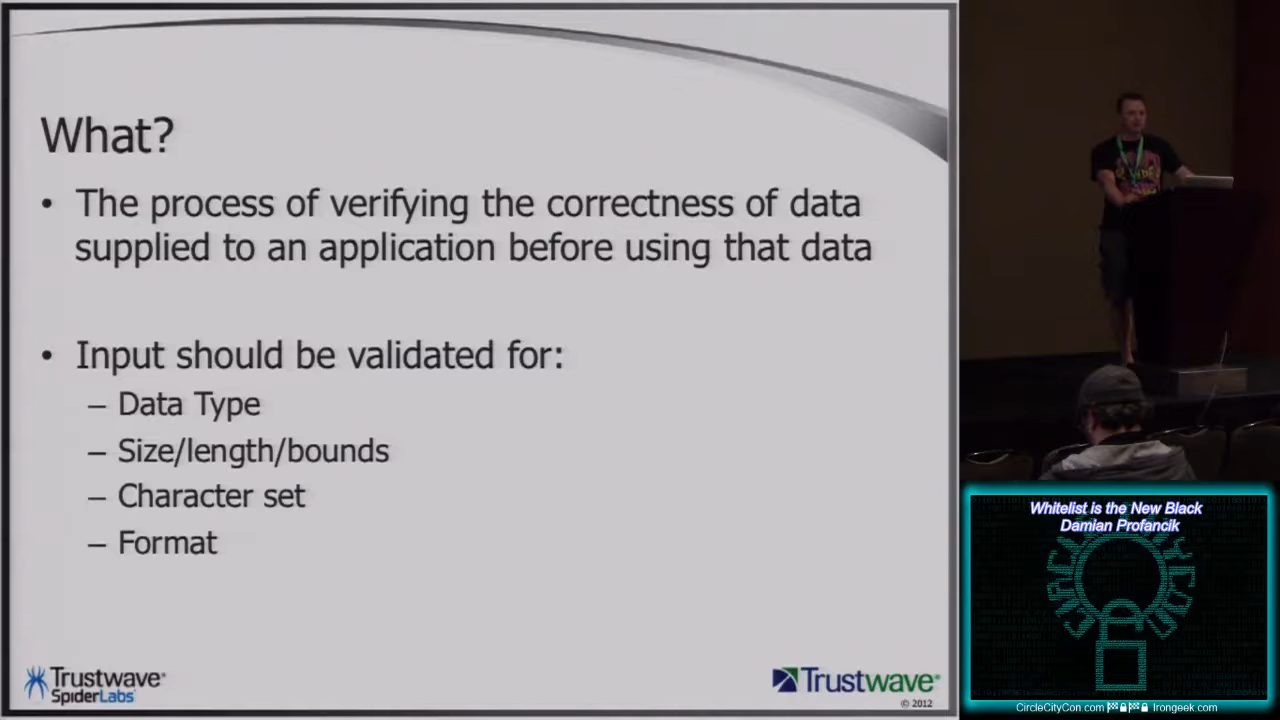 What?
• The process of verifying the correctness of data
supplied to an application before using that data
• Input should be validated for:
– Data Type
– Size/length/bounds
– Character set
– Format
Trustwave®
SpiderLabs®
Trustwave®
© 2012
Whitelist is the New Black
Damian Profancik
CircleCityCon.com Irongeek.com